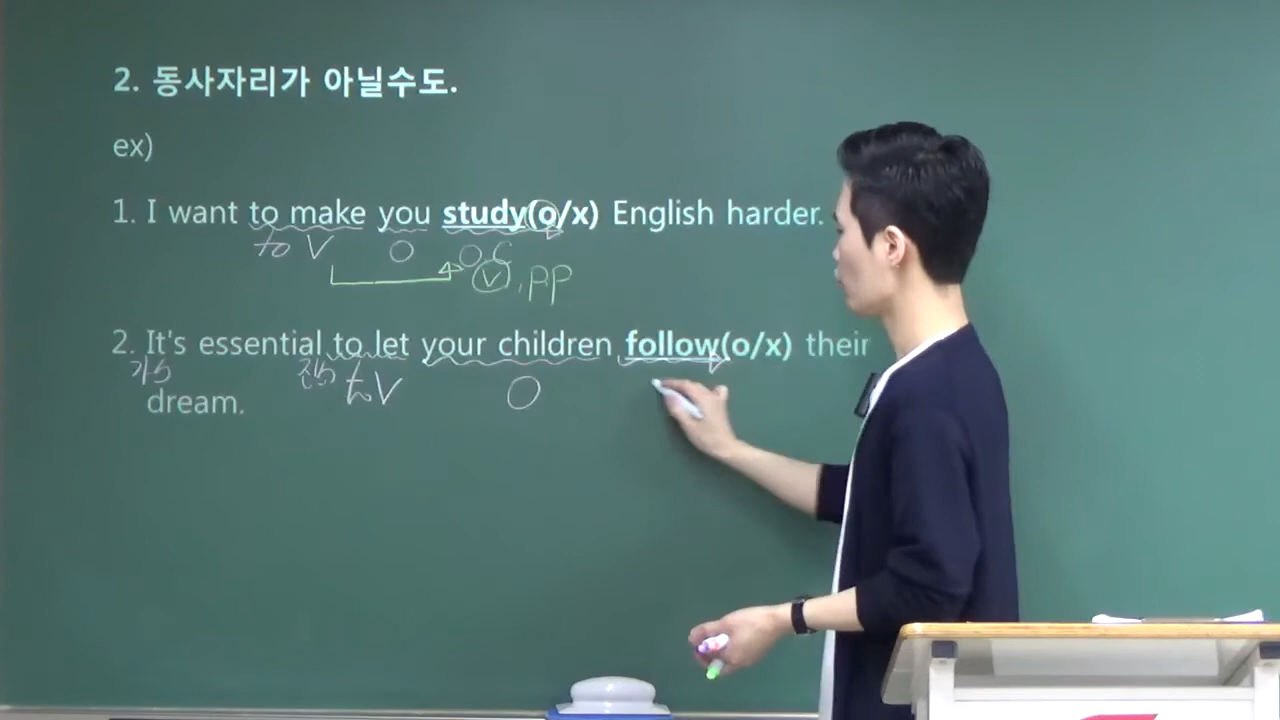 2. 동사자리가 아닐수도.
ex)
1. I want to make you study(o/x) English harder.
to V O O.C
V, pp
2. It's essential to let your children follow(o/x) their
가S 진S to V O
dream.